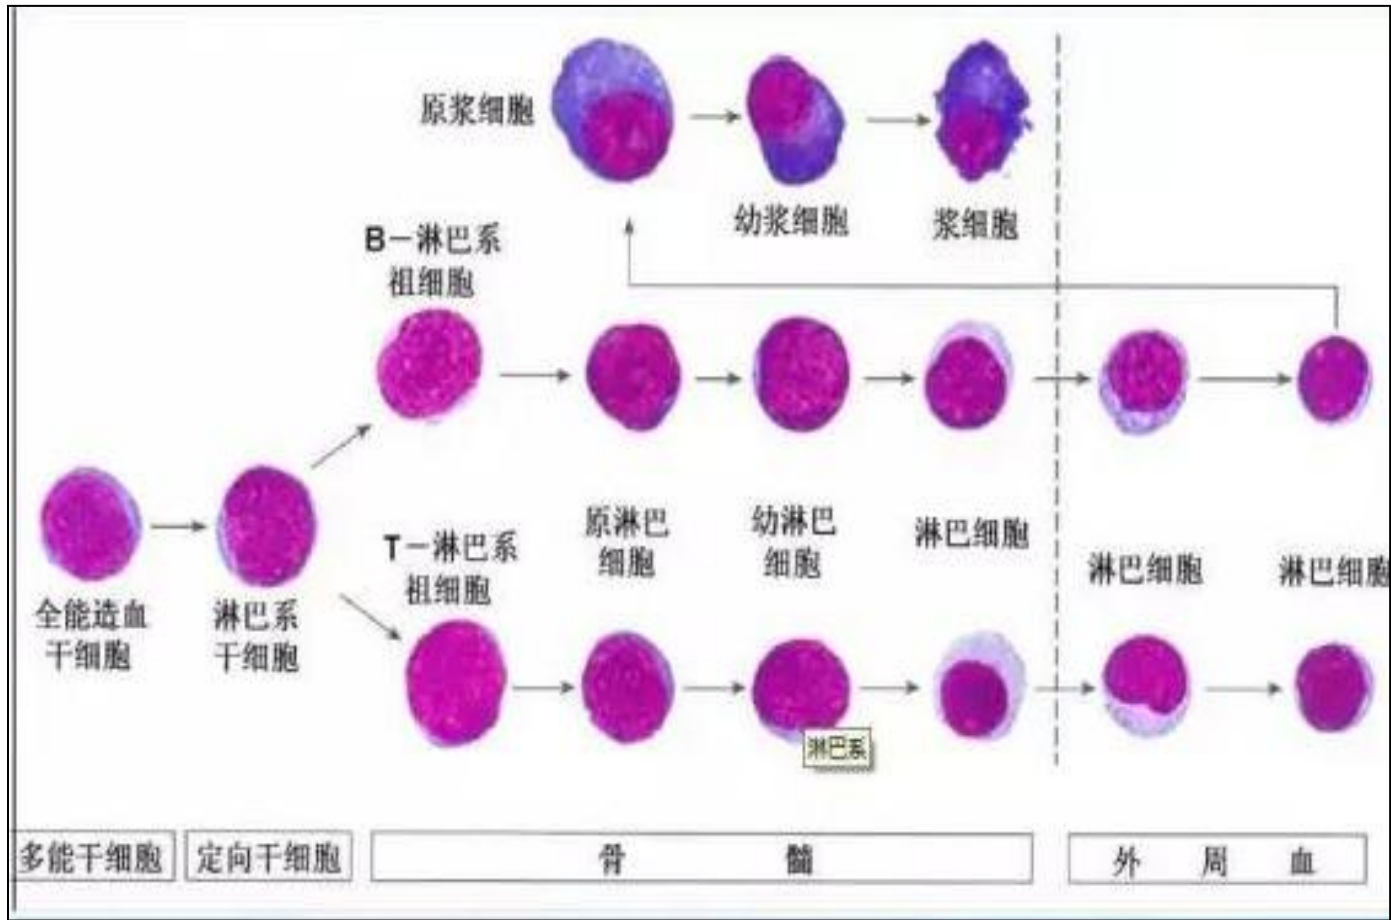 原浆细胞
幼浆细胞
浆细胞
B－淋巴系
祖细胞
T－淋巴系
祖细胞
原淋巴
细胞
幼淋巴
细胞
淋巴细胞
淋巴细胞
淋巴细胞
全能造血
干细胞
淋巴系
干细胞
淋巴系
多能干细胞
定向干细胞
骨 髓
外 周 血